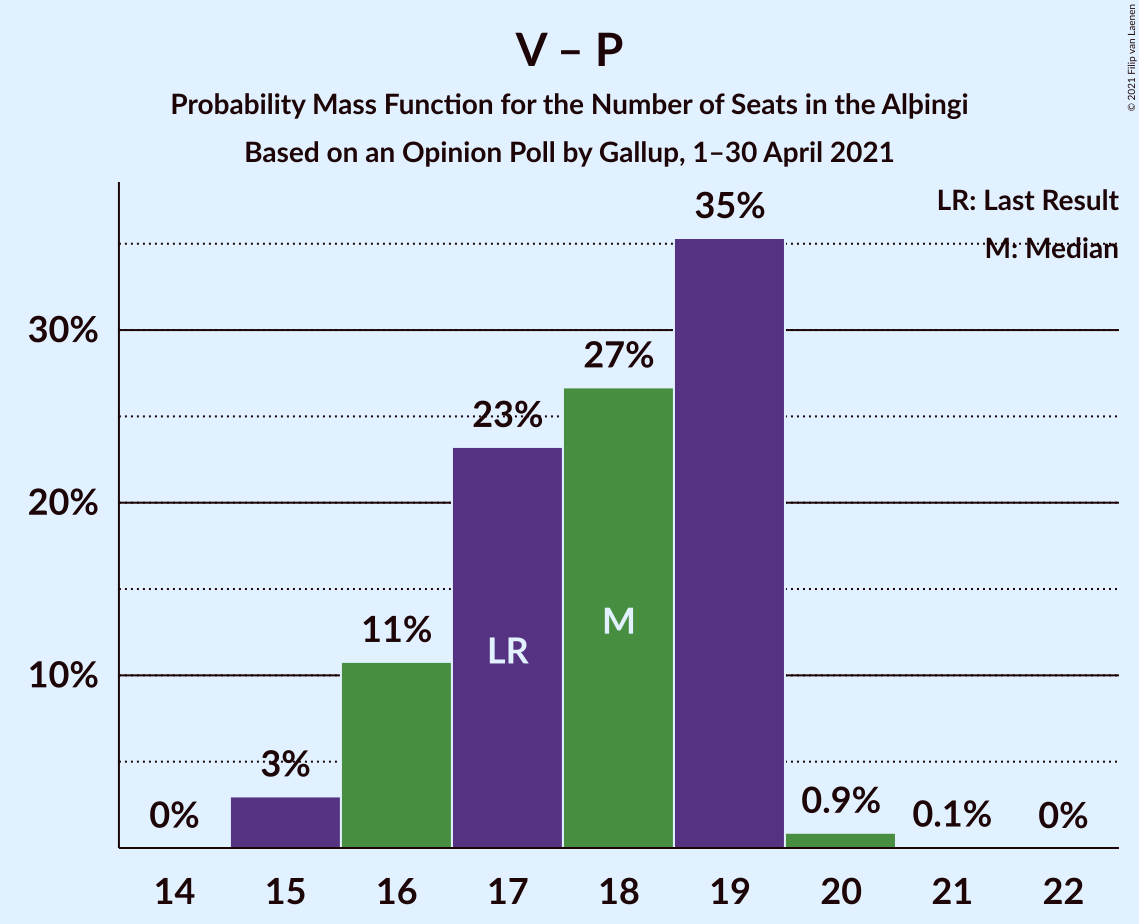 V – P
Probability Mass Function for the Number of Seats in the Alþingi
Based on an Opinion Poll by Gallup, 1–30 April 2021
© 2021 Filip van Laenen
LR: Last Result
M: Median
35%
30%
27%
23%
20%
M
LR
11%
10%
3%
0%
0.9%
0.1%
0%
14 15 16 17 18 19 20 21 22